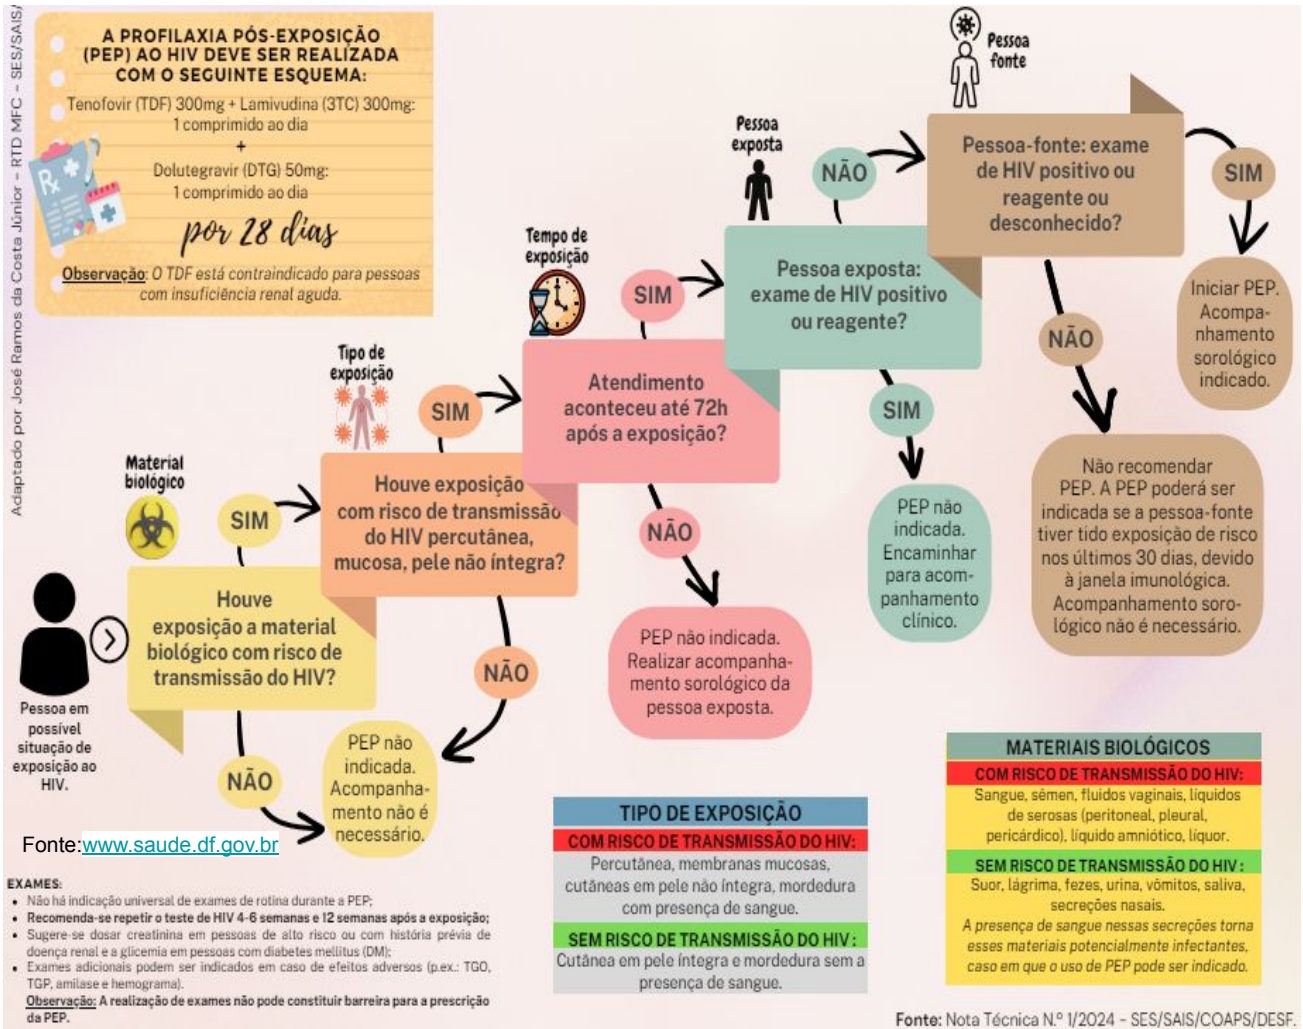 Adaptado por José Ramos da Costa Júnior – RTD MFC – SES/SAIS/
A PROFILAXIA PÓS-EXPOSIÇÃO
(PEP) AO HIV DEVE SER REALIZADA
COM O SEGUINTE ESQUEMA:
Tenofovir (TDF) 300mg + Lamivudina (3TC) 300mg:
1 comprimido ao dia
+
Dolutegravir (DTG) 50mg:
1 comprimido ao dia
por 28 dias
Observação: O TDF está contraindicado para pessoas
com insuficiência renal aguda.
Pessoa em
possível
situação de
exposição ao
HIV.
Material
biológico
Houve
exposição a material
biológico com risco de
transmissão do HIV?
SIM
NÃO
PEP não
indicada.
Acompanha-
mento não é
necessário.
Tipo de
exposição
Houve exposição
com risco de transmissão
do HIV percutânea,
mucosa, pele não íntegra?
SIM
NÃO
Tempo de
exposição
Atendimento
aconteceu até 72h
após a exposição?
SIM
NÃO
PEP não indicada.
Realizar acompanha-
mento sorológico da
pessoa exposta.
Pessoa
exposta
Pessoa exposta:
exame de HIV positivo
ou reagente?
NÃO
SIM
PEP não
indicada.
Encaminhar
para acom-
panhamento
clínico.
Pessoa
fonte
Pessoa-fonte: exame
de HIV positivo ou
reagente ou
desconhecido?
SIM
Iniciar PEP.
Acompa-
nhamento
sorológico
indicado.
NÃO
Não recomendar
PEP. A PEP poderá ser
indicada se a pessoa-fonte
tiver tido exposição de risco
nos últimos 30 dias, devido
à janela imunológica.
Acompanhamento soro-
lógico não é necessário.
Fonte:www.saude.df.gov.br
EXAMES:
• Não há indicação universal de exames de rotina durante a PEP;
• Recomenda-se repetir o teste de HIV 4-6 semanas e 12 semanas após a exposição;
• Sugere-se dosar creatinina em pessoas de alto risco ou com história prévia de
doença renal e a glicemia em pessoas com diabetes mellitus (DM);
• Exames adicionais podem ser indicados em caso de efeitos adversos (p.ex.: TGO,
TGP, amilase e hemograma).
Observação: A realização de exames não pode constituir barreira para a prescrição
da PEP.
TIPO DE EXPOSIÇÃO
COM RISCO DE TRANSMISSÃO DO HIV:
Percutânea, membranas mucosas,
cutâneas em pele não íntegra, mordedura
com presença de sangue.
SEM RISCO DE TRANSMISSÃO DO HIV :
Cutânea em pele íntegra e mordedura sem a
presença de sangue.
MATERIAIS BIOLÓGICOS
COM RISCO DE TRANSMISSÃO DO HIV:
Sangue, sêmen, fluidos vaginais, líquidos
de serosas (peritoneal, pleural,
pericárdico), líquido amniótico, líquor.
SEM RISCO DE TRANSMISSÃO DO HIV :
Suor, lágrima, fezes, urina, vômitos, saliva,
secreções nasais.
A presença de sangue nessas secreções torna
esses materiais potencialmente infectantes,
caso em que o uso de PEP pode ser indicado.
Fonte: Nota Técnica N.º 1/2024 – SES/SAIS/COAPS/DESF.